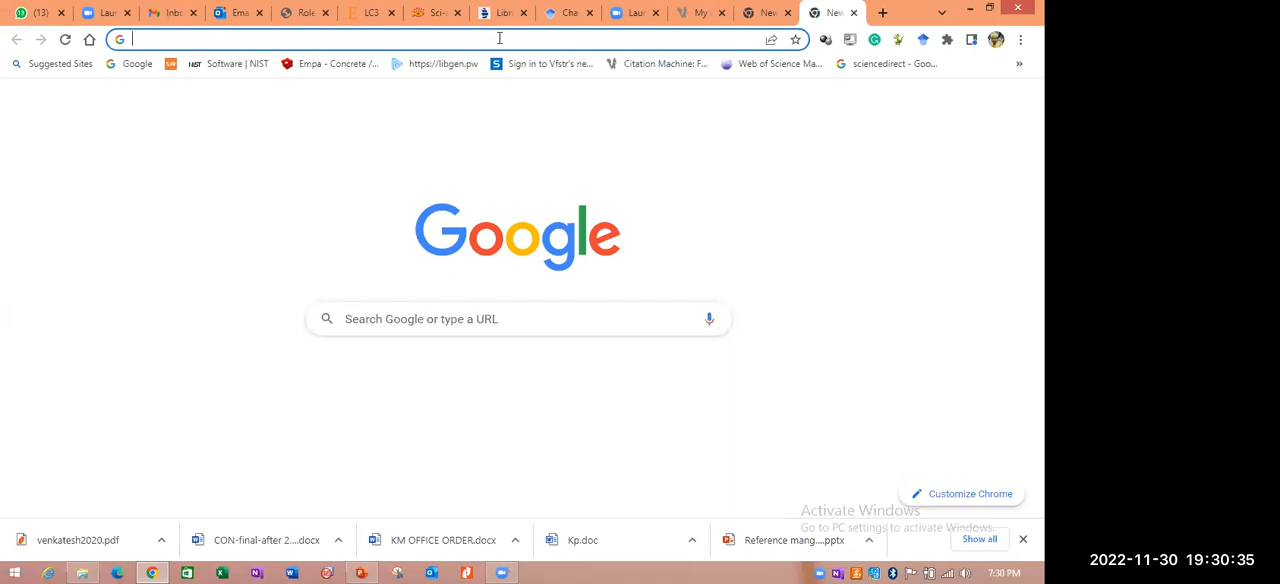 (13) Laur Inbo Ema Role LC3 Sci- Libr Cha Laur My New New
Suggested Sites Google SJR NIST Software | NIST Empa - Concrete /... https://libgen.pw S Sign in to Vfstr's ne... Citation Machine: F... Web of Science Ma... sciencedirect - Goo... »
Google
Search Google or type a URL
Customize Chrome
Activate Windows
Go to PC settings to activate Windows.
venkatesh2020.pdf CON-final-after 2....docx KM OFFICE ORDER.docx Kp.doc Reference mang....pptx Show all
7:30 PM
2022-11-30 19:30:35